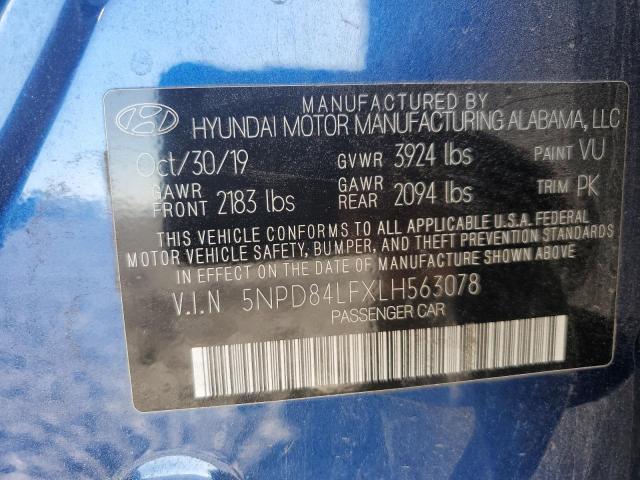 MANUFACTURED BY
HYUNDAI MOTOR MANUFACTURING ALABAMA, LLC
Oct/30/19 GVWR 3924 lbs PAINT VU
GAWR FRONT 2183 lbs GAWR REAR 2094 lbs TRIM PK
THIS VEHICLE CONFORMS TO ALL APPLICABLE U.S.A. FEDERAL
MOTOR VEHICLE SAFETY, BUMPER, AND THEFT PREVENTION STANDARDS
IN EFFECT ON THE DATE OF MANUFACTURE SHOWN ABOVE.
V.I.N 5NPD84LFXLH563078
PASSENGER CAR